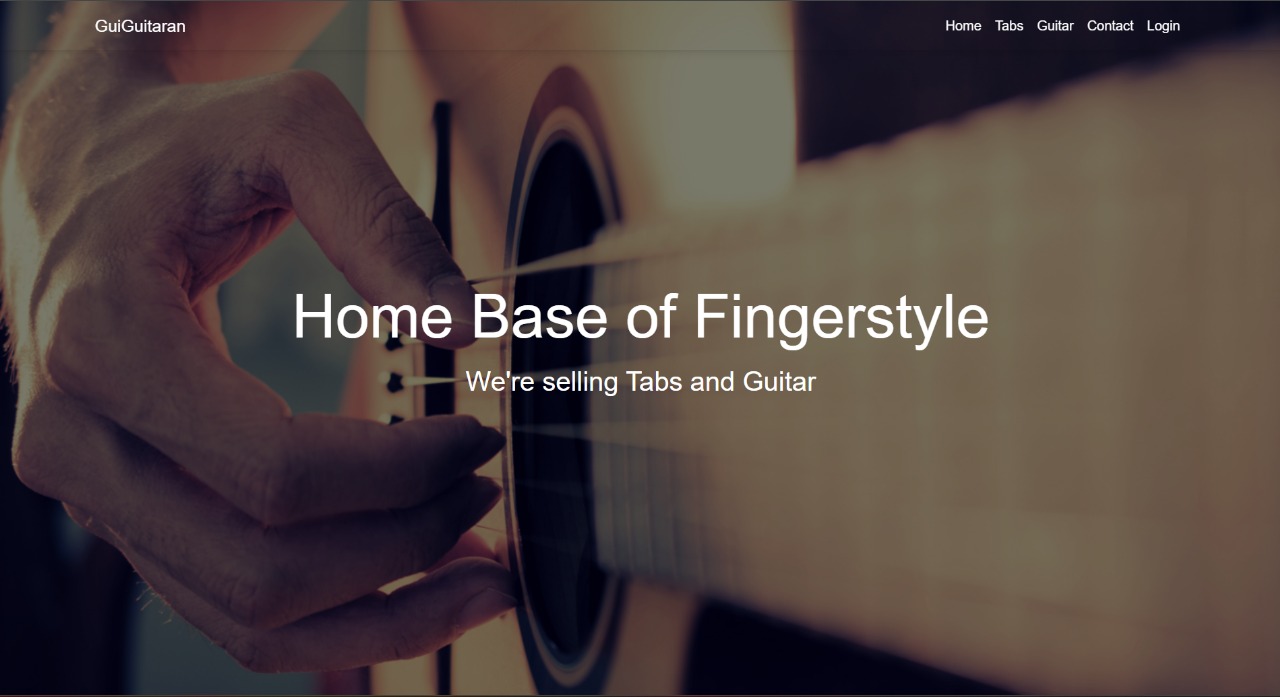 GuiGuitaran
Home Tabs Guitar Contact Login
Home Base of Fingerstyle
We're selling Tabs and Guitar